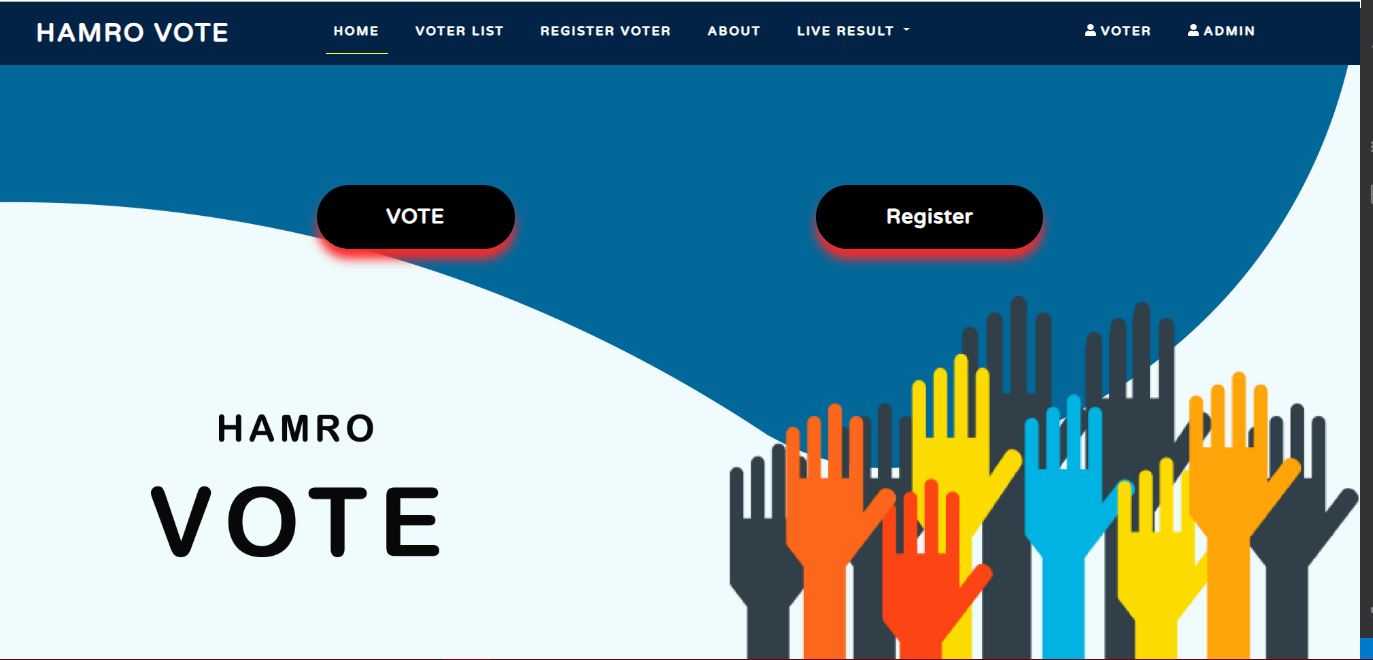 HAMRO VOTE
HOME VOTER LIST REGISTER VOTER ABOUT LIVE RESULT VOTER ADMIN
VOTE Register
HAMRO
VOTE